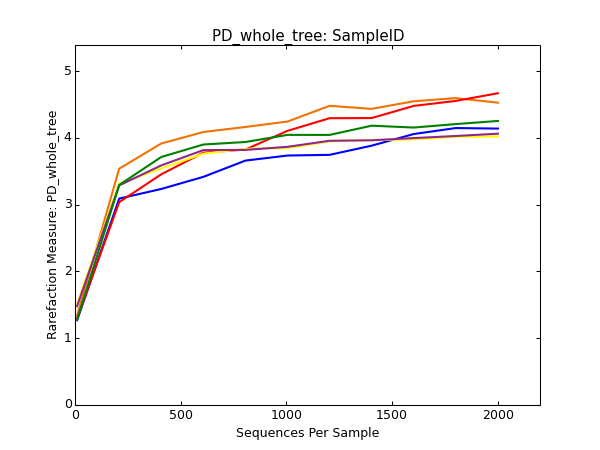 PD_whole_tree: SampleID
Rarefaction Measure: PD_whole_tree
5
4
3
2
1
0
0 500 1000 1500 2000
Sequences Per Sample